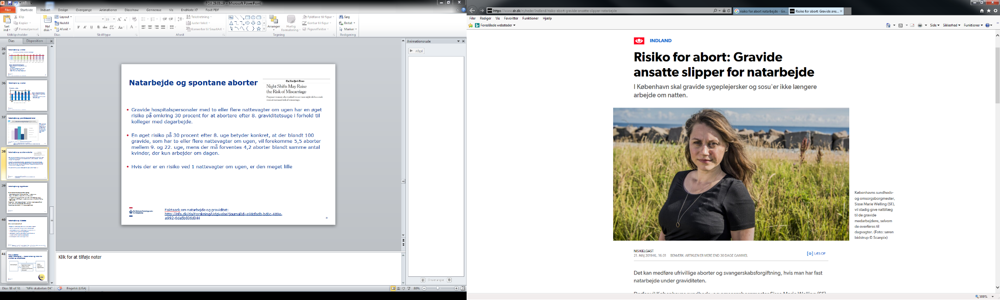 FOA 29.08.19 - Microsoft PowerPoint
Filer Startside Indsæt Design Overgange Animationer Diasshow Gennemse Vis EndNote X7 Foxit PDF
Sæt ind
Klip
Kopier
Formatpensel
Udklipsholder
Nyt dias
Layout
Nulstil
Afsnit
Dias
16
Skrifttype
Tekstretning
Juster tekst
Konverter til SmartArt
Afsnit
Arranger
Hurtig formatering
Fyldfarve til figur
Kontur til figur
Figureffekter
Tegning
Søg
Erstat
Marker
Redigering
Dias Disposition
35
36
37
38
39
40
41
Natarbejde og spontane aborter
The New York Times
Night Shifts May Raise
the Risk of Miscarriage
Pregnant women who worked two or more night shifts a week
were at increased risk of miscarriage.
• Gravide hospitalspersonaler med to eller flere nattevagter om ugen har en øget
risiko på omkring 30 procent for at abortere efter 8. graviditetsuge i forhold til
kolleger med dagarbejde.
• En øget risiko på 30 procent efter 8. uge betyder konkret, at der blandt 100
gravide, som har to eller flere nattevagter om ugen, vil forekomme 5,5 aborter
mellem 9. og 22. uge, mens der må forventes 4,2 aborter blandt samme antal
kvinder, der kun arbejder om dagen.
• Hvis der er en risiko ved 1 nattevagter om ugen, er den meget lille
Faktaark om natarbejde og graviditet:
http://nfa.dk/da/Forskning/Udgivelse?journalId=e98cfadb-bd6c-489e-
a992-6da5b806d044
Klik for at tilføje noter
Animationsrude
Afspil
Omarranger
Dias 38 af 51 "NFA skabelon DK" Engelsk (USA) 80%
https://www.dr.dk/nyheder/indland/risiko-abort-gravide-ansatte-slipper-natarbejde
risiko for abort natarbejde - Go...
Risiko for abort: Gravide ans...
Filer Rediger Vis Favoritter Funktioner Hjælp
Foreslåede websteder
Side Sikkerhed Funktioner
INDLAND
Risiko for abort: Gravide
ansatte slipper for natarbejde
I København skal gravide sygeplejersker og sosu'er ikke længere
arbejde om natten.
Københavns sundheds-
og omsorgsborgmester,
Sisse Marie Welling (SF),
vil stadig give nattillæg
til de gravide
medarbejdere, selvom
de overføres til
dagvagter. (Foto: søren
bidstrup © Scanpix)
NIS KIELGAST
21. MAJ 2019 KL. 16.01 BEMÆRK: ARTIKLEN ER MERE END 30 DAGE GAMMEL
LÆS OP
Det kan medføre ufrivillige aborter og svangerskabsforgiftning, hvis man har fast
natarbejde under graviditeten.
Derfor vil Københavns sundheds- og omsorgsborgmester Sisse Marie Welling (SF)
100%